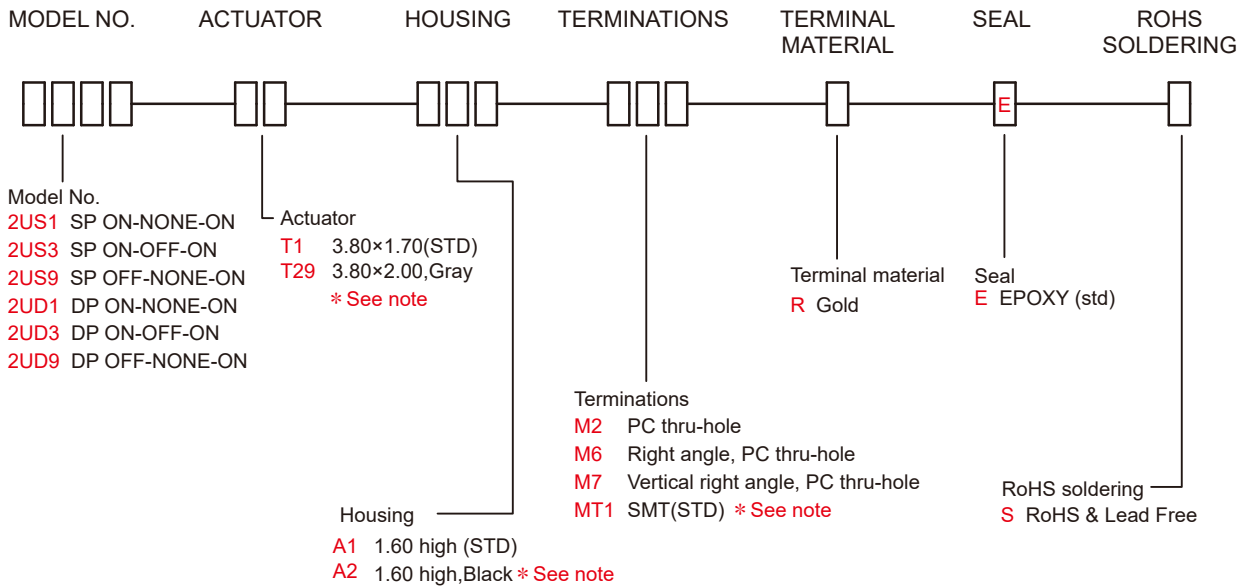 MODEL NO. ACTUATOR HOUSING TERMINATIONS TERMINAL MATERIAL SEAL ROHS SOLDERING
E
Model No.
2US1 SP ON-NONE-ON
2US3 SP ON-OFF-ON
2US9 SP OFF-NONE-ON
2UD1 DP ON-NONE-ON
2UD3 DP ON-OFF-ON
2UD9 DP OFF-NONE-ON
Actuator
T1 3.80×1.70(STD)
T29 3.80×2.00,Gray
*See note
Housing
A1 1.60 high (STD)
A2 1.60 high,Black *See note
Terminations
M2 PC thru-hole
M6 Right angle, PC thru-hole
M7 Vertical right angle, PC thru-hole
MT1 SMT(STD) *See note
Terminal material
R Gold
Seal
E EPOXY (std)
RoHS soldering
S RoHS & Lead Free